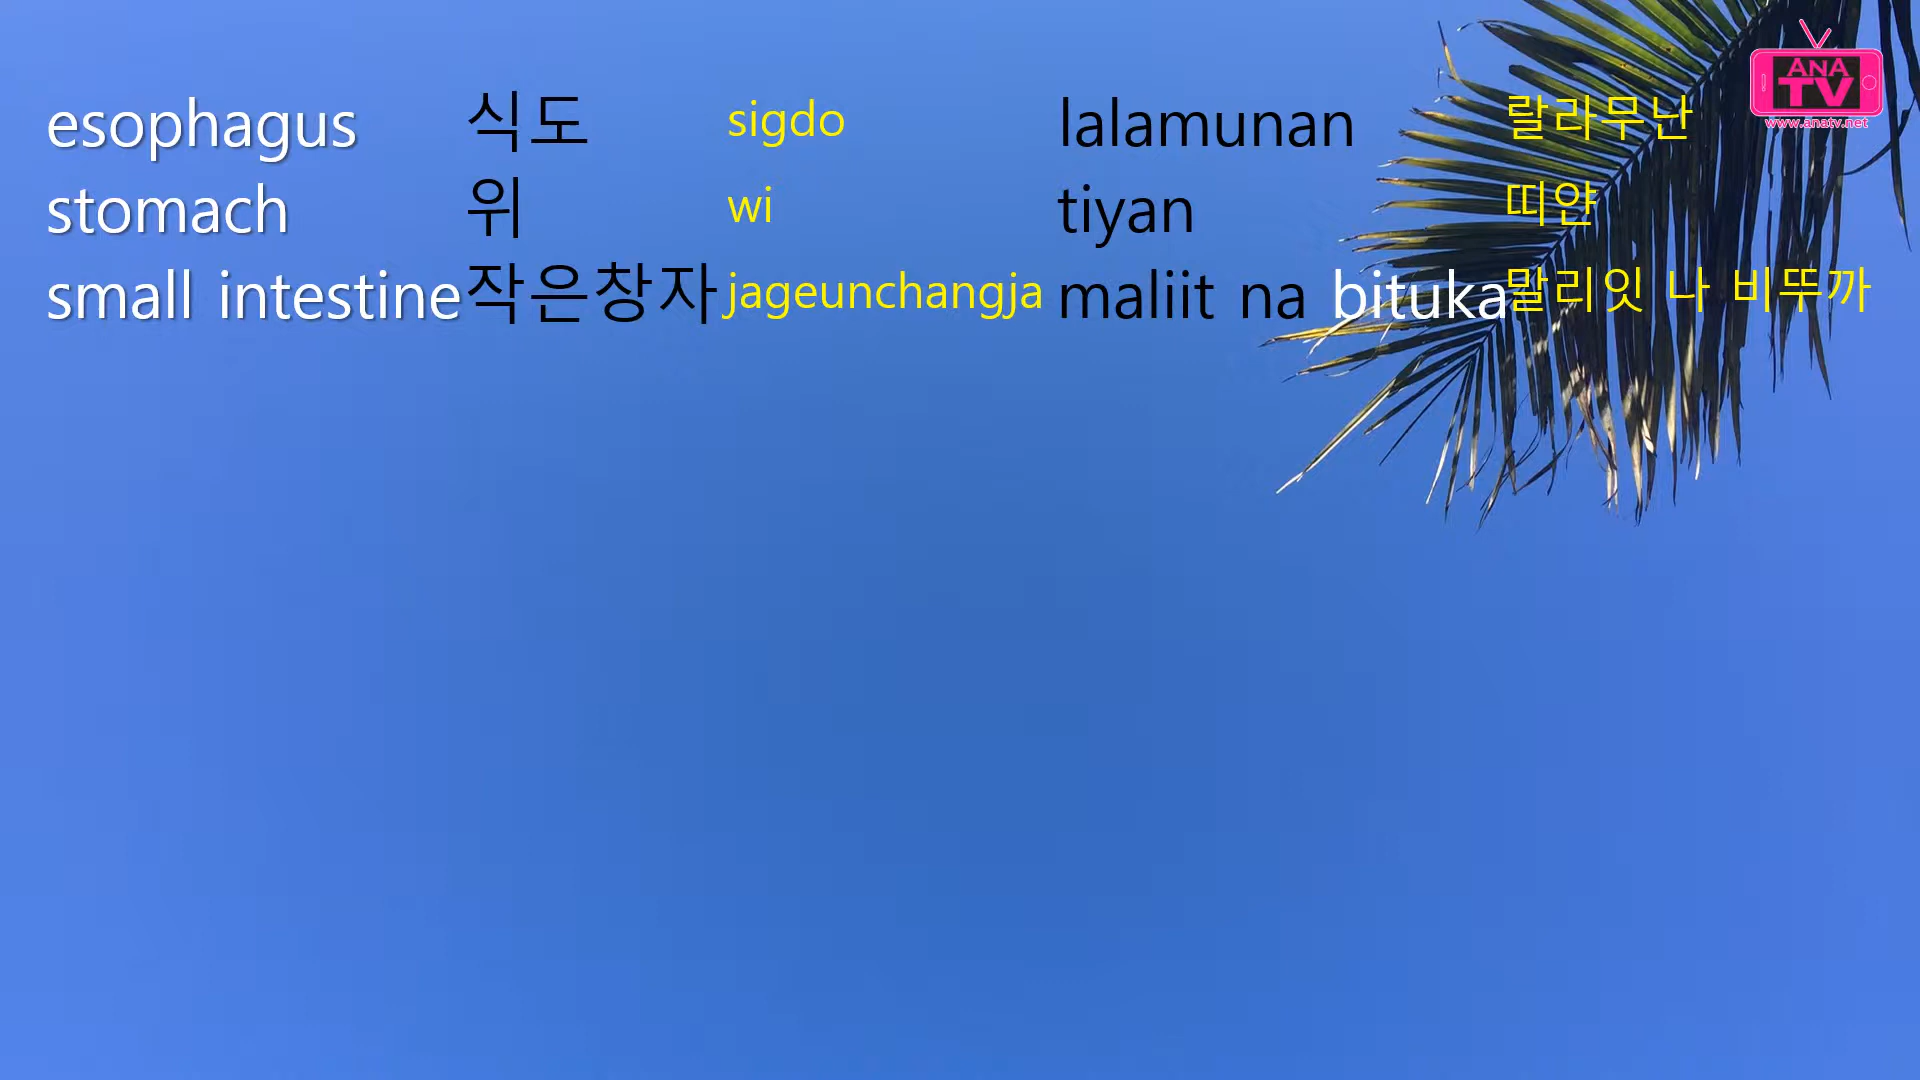 esophagus 식도 sigdo lalamunan 랄라무난
stomach 위 wi tiyan 띠얀
small intestine 작은창자 jageunchangja maliit na bituka 말리잇 나 비뚜까
ANA
TV
www.anatv.net